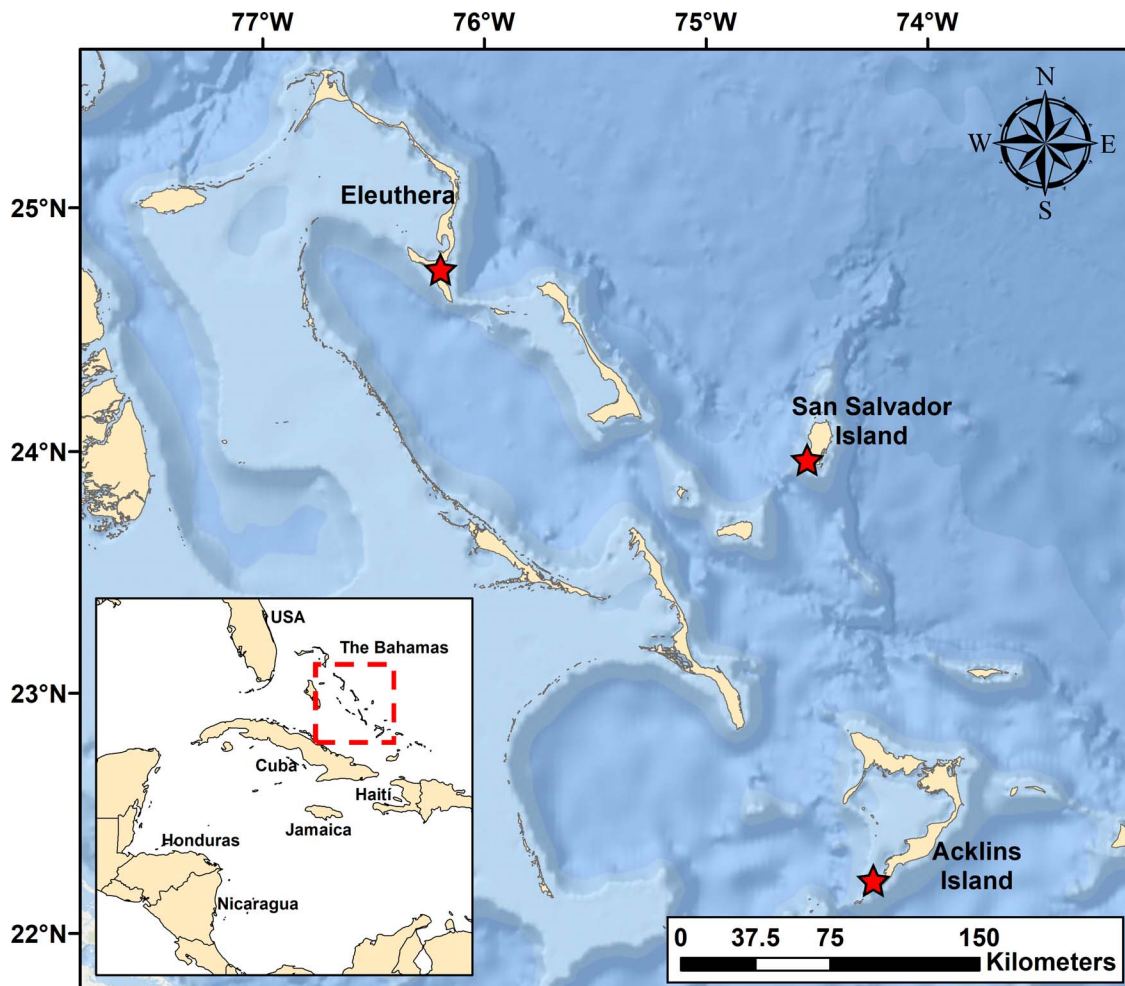 77°W 76°W 75°W 74°W
N
W E
S
25°N
Eleuthera
San Salvador
Island
24°N
USA
The Bahamas
23°N
Cuba
Haití
Jamaica
Honduras
Nicaragua
Acklins
Island
22°N
0 37.5 75 150
Kilometers